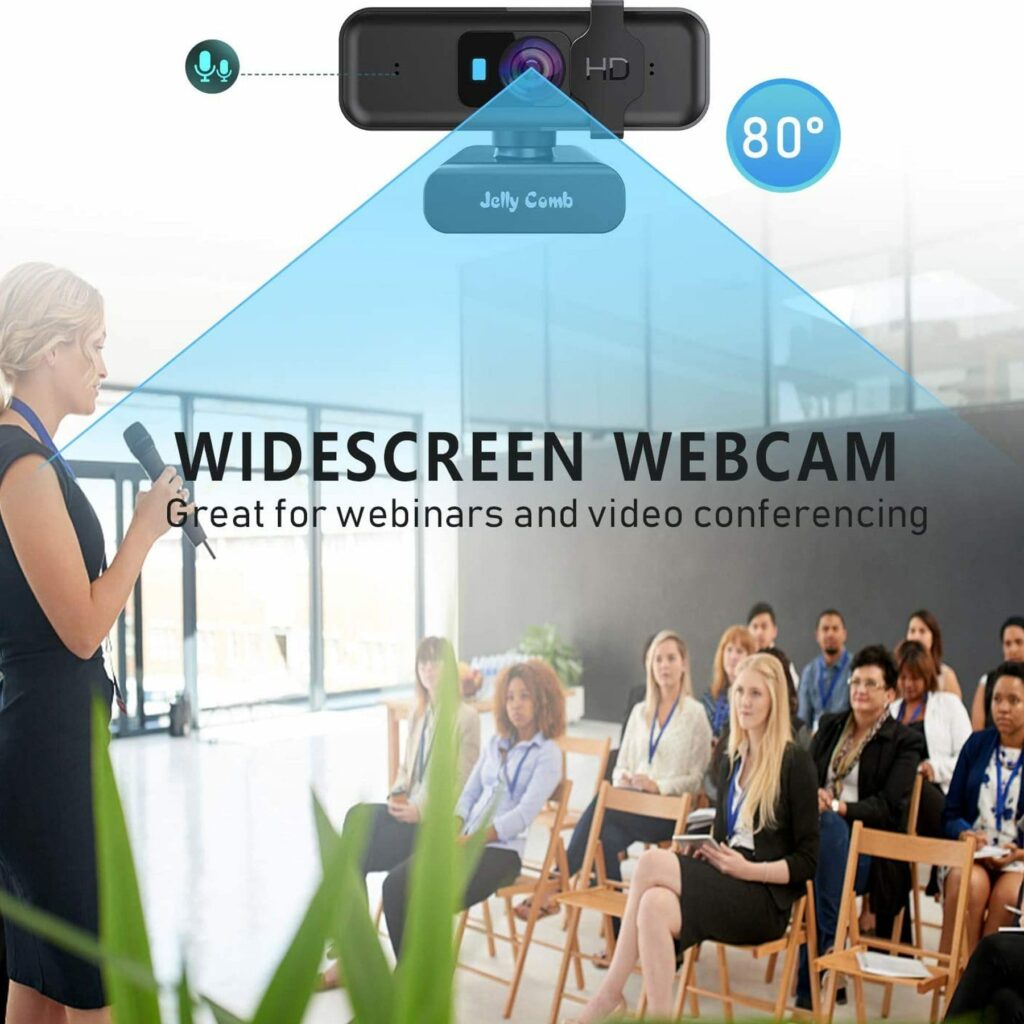 HD
80°
Jelly Comb
WIDESCREEN WEBCAM
Great for webinars and video conferencing